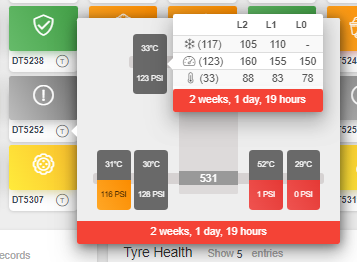 L2 L1 L0
33°C
123 PSI
(117) 105 110 -
(123) 160 155 150
(33) 88 83 78
2 weeks, 1 day, 19 hours
DT5238 T
DT5252 T
DT5307 T
31°C
116 PSI
30°C
126 PSI
531
52°C
1 PSI
29°C
0 PSI
2 weeks, 1 day, 19 hours
ecords
Tyre Health Show 5 entries